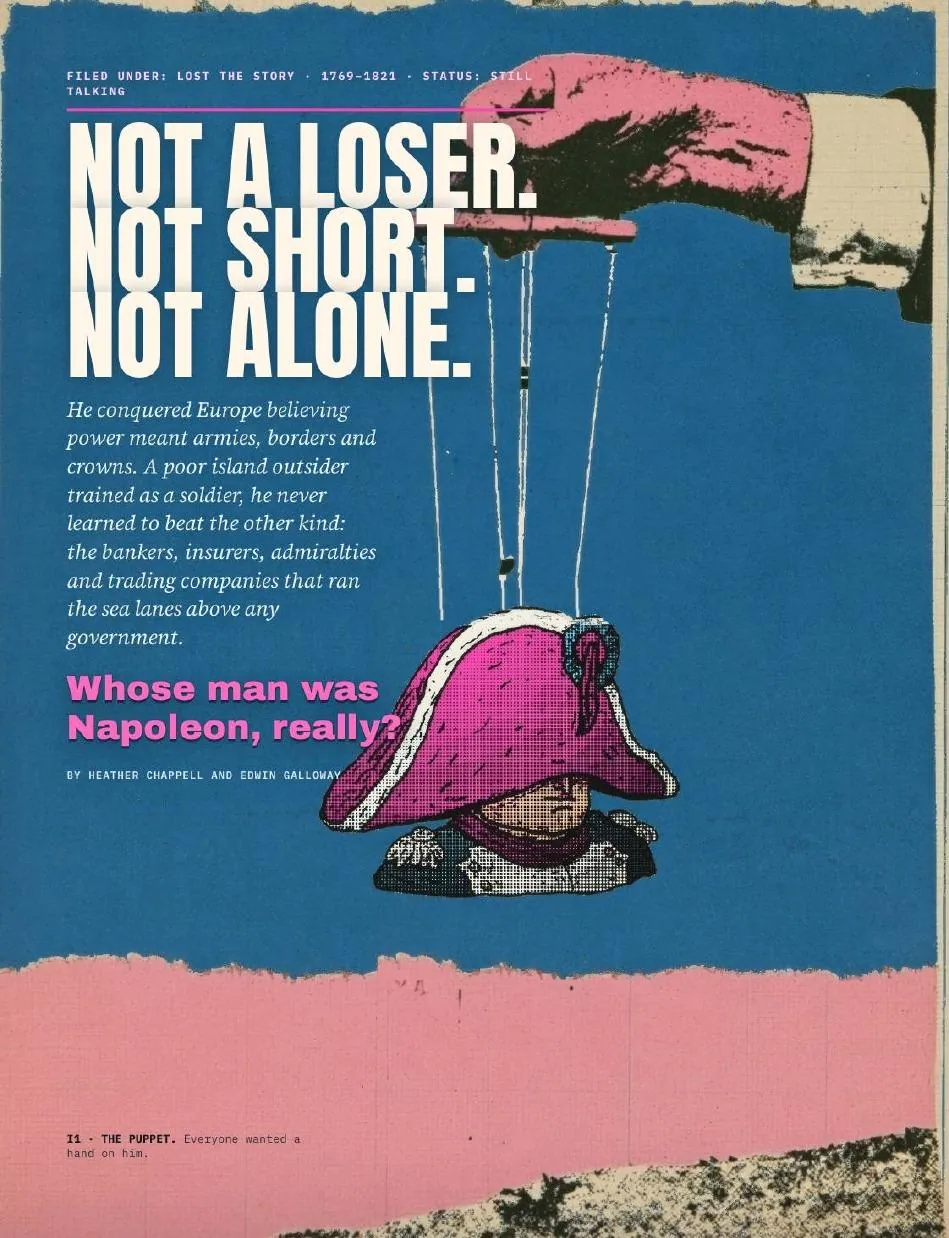 FILED UNDER: LOST THE STORY · 1769–1821 · STATUS: STILL
TALKING
NOT A LOSER.
NOT SHORT.
NOT ALONE.
He conquered Europe believing
power meant armies, borders and
crowns. A poor island outsider
trained as a soldier, he never
learned to beat the other kind:
the bankers, insurers, admiralties
and trading companies that ran
the sea lanes above any
government.
Whose man was
Napoleon, really?
BY HEATHER CHAPPELL AND EDWIN GALLOWAY
I1 · THE PUPPET. Everyone wanted a
hand on him.